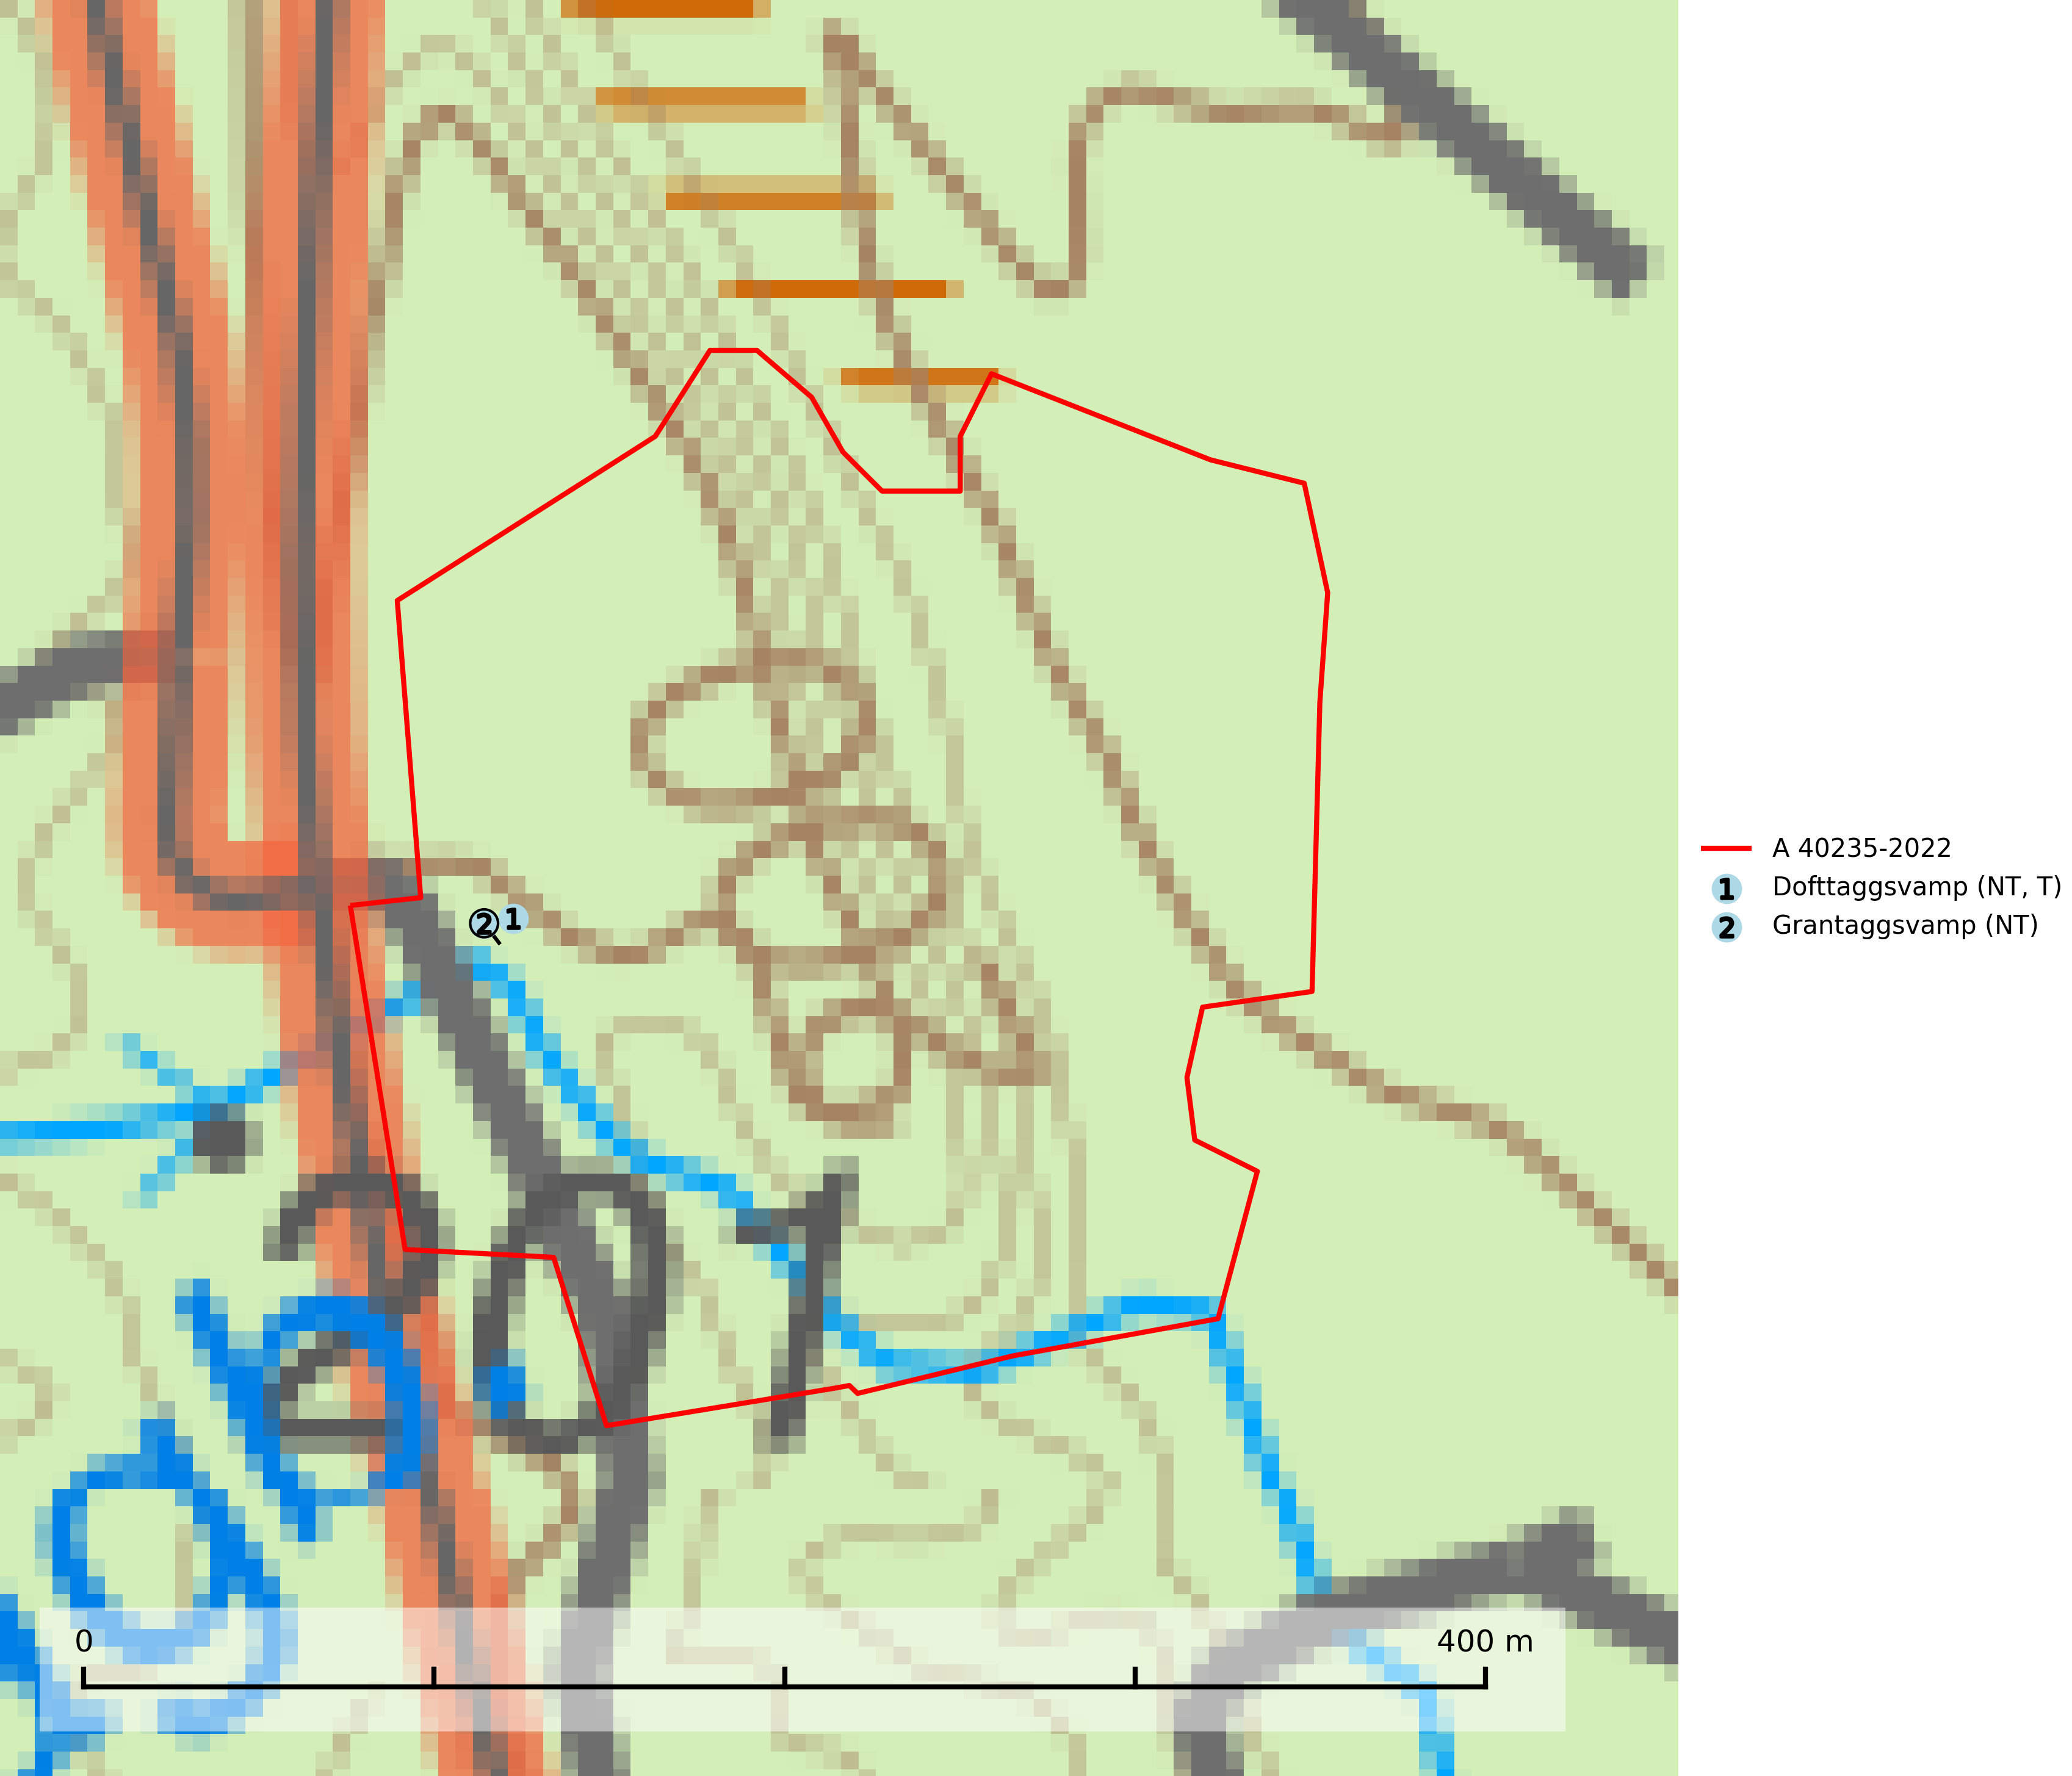 2 1
A 40235-2022
1 Dofttaggsvamp (NT, T)
2 Grantaggsvamp (NT)
0 400 m